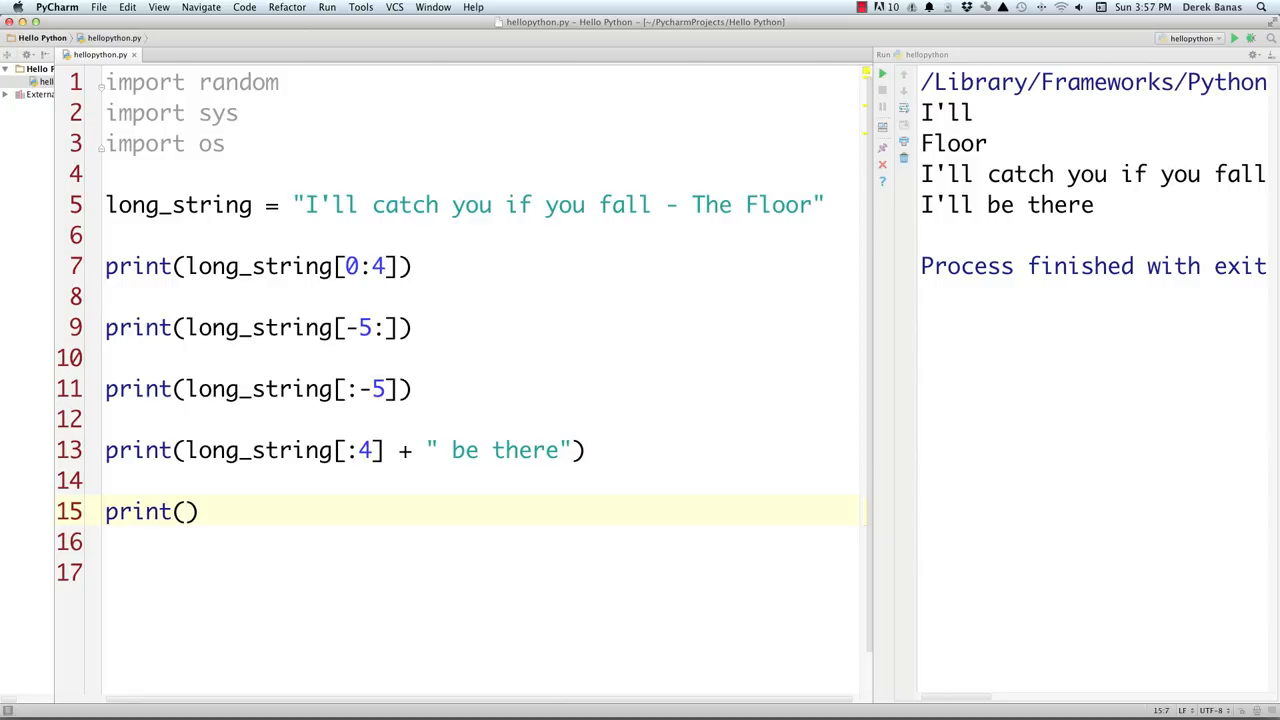 PyCharm File Edit View Navigate Code Refactor Run Tools VCS Window Help 10 Sun 3:57 PM Derek Banas
hellopython.py – Hello Python – [~/PycharmProjects/Hello Python]
Hello Python hellopython.py hellopython
hellopython.py Run hellopython
Hello F
hell
Extern
1 import random
2 import sys
3 import os
4
5 long_string = "I'll catch you if you fall - The Floor"
6
7 print(long_string[0:4])
8
9 print(long_string[-5:])
10
11 print(long_string[:-5])
12
13 print(long_string[:4] + " be there")
14
15 print()
16
17
/Library/Frameworks/Python
I'll
Floor
I'll catch you if you fall
I'll be there
Process finished with exit
15:7 LF UTF-8